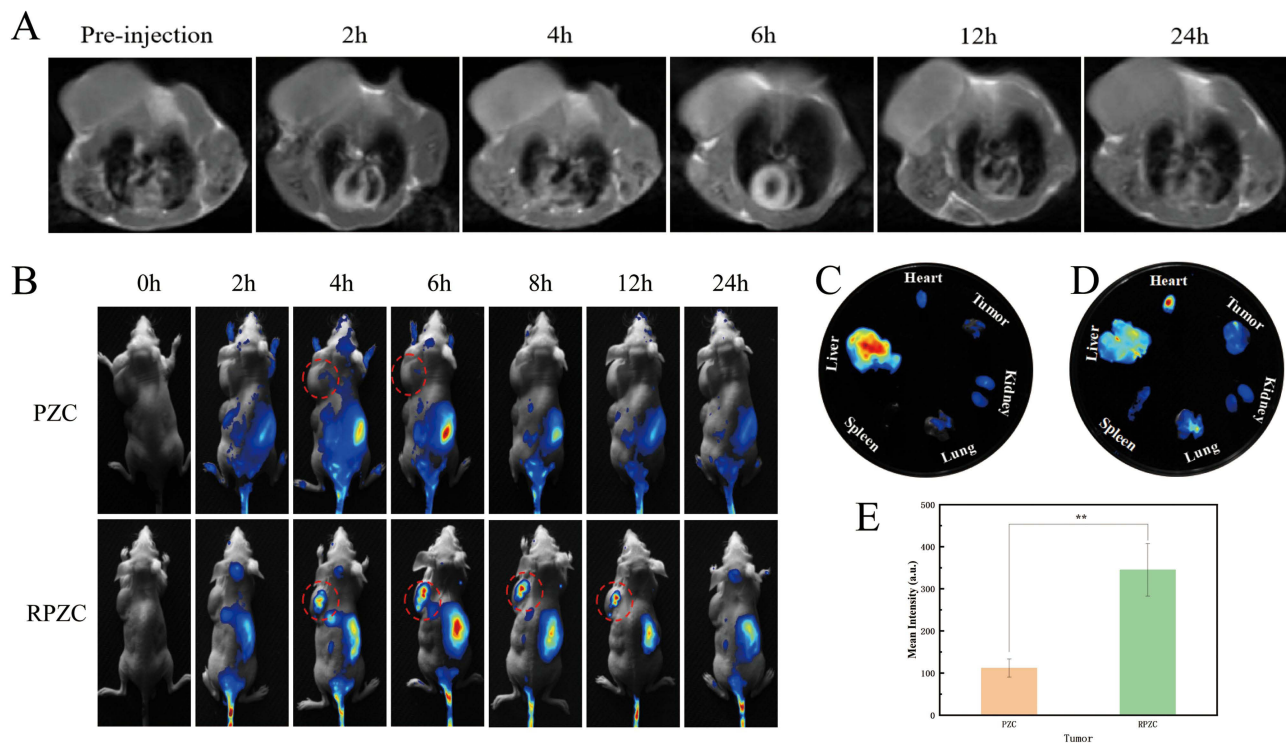 A
Pre-injection 2h 4h 6h 12h 24h
B
0h 2h 4h 6h 8h 12h 24h
PZC
RPZC
C
Heart
Tumor
Liver
Kidney
Spleen
Lung
D
Heart
Tumor
Liver
Kidney
Spleen
Lung
E
500
400
300
200
100
0
Mean Intensity (a.u.)
**
PZC RPZC
Tumor